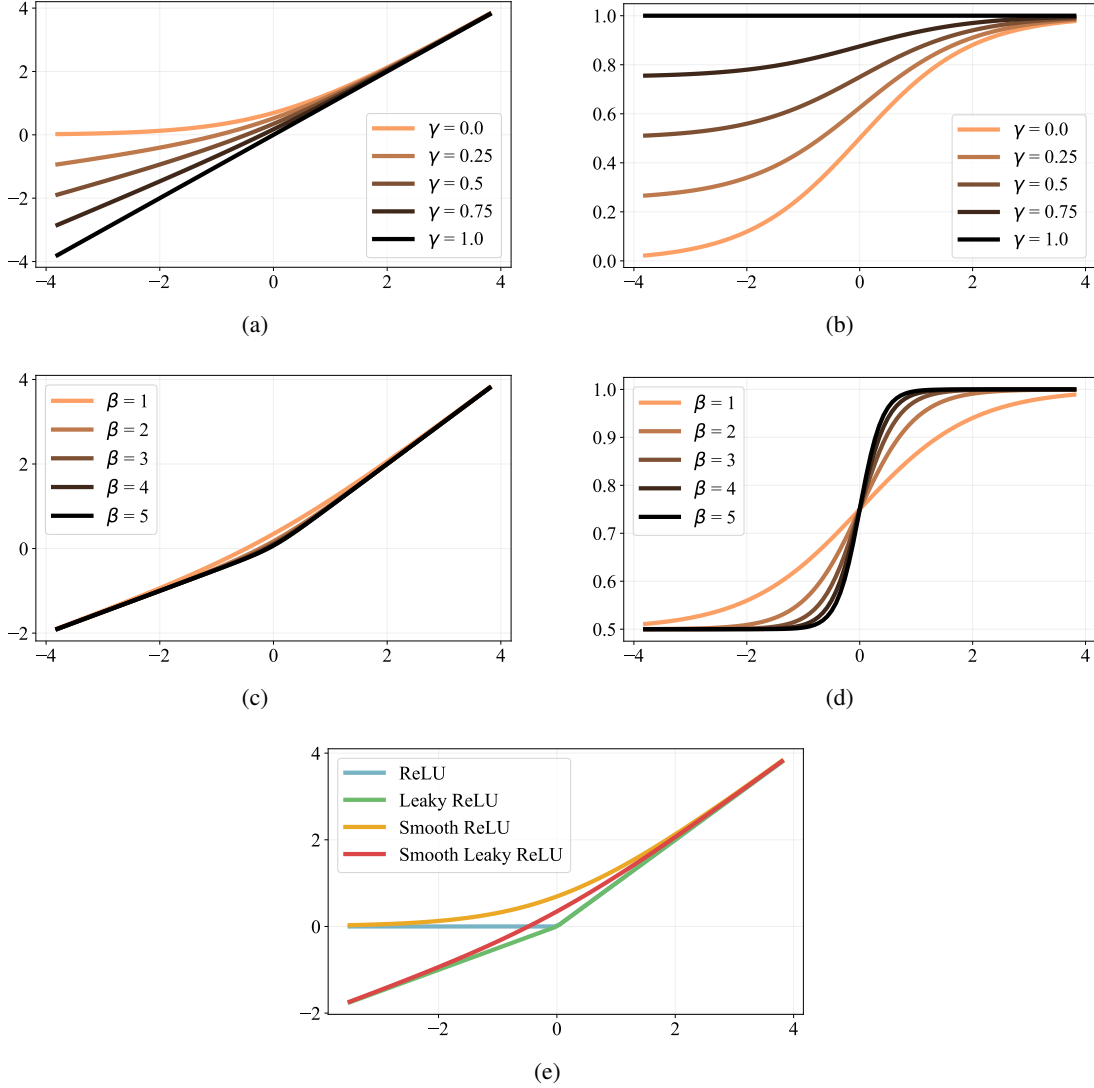 4
2
0
−2
−4
−4 −2 0 2 4
γ = 0.0
γ = 0.25
γ = 0.5
γ = 0.75
γ = 1.0
(a)
1.0
0.8
0.6
0.4
0.2
0.0
−4 −2 0 2 4
γ = 0.0
γ = 0.25
γ = 0.5
γ = 0.75
γ = 1.0
(b)
4
2
0
−2
−4 −2 0 2 4
β = 1
β = 2
β = 3
β = 4
β = 5
(c)
1.0
0.9
0.8
0.7
0.6
0.5
−4 −2 0 2 4
β = 1
β = 2
β = 3
β = 4
β = 5
(d)
4
2
0
−2
−2 0 2 4
ReLU
Leaky ReLU
Smooth ReLU
Smooth Leaky ReLU
(e)